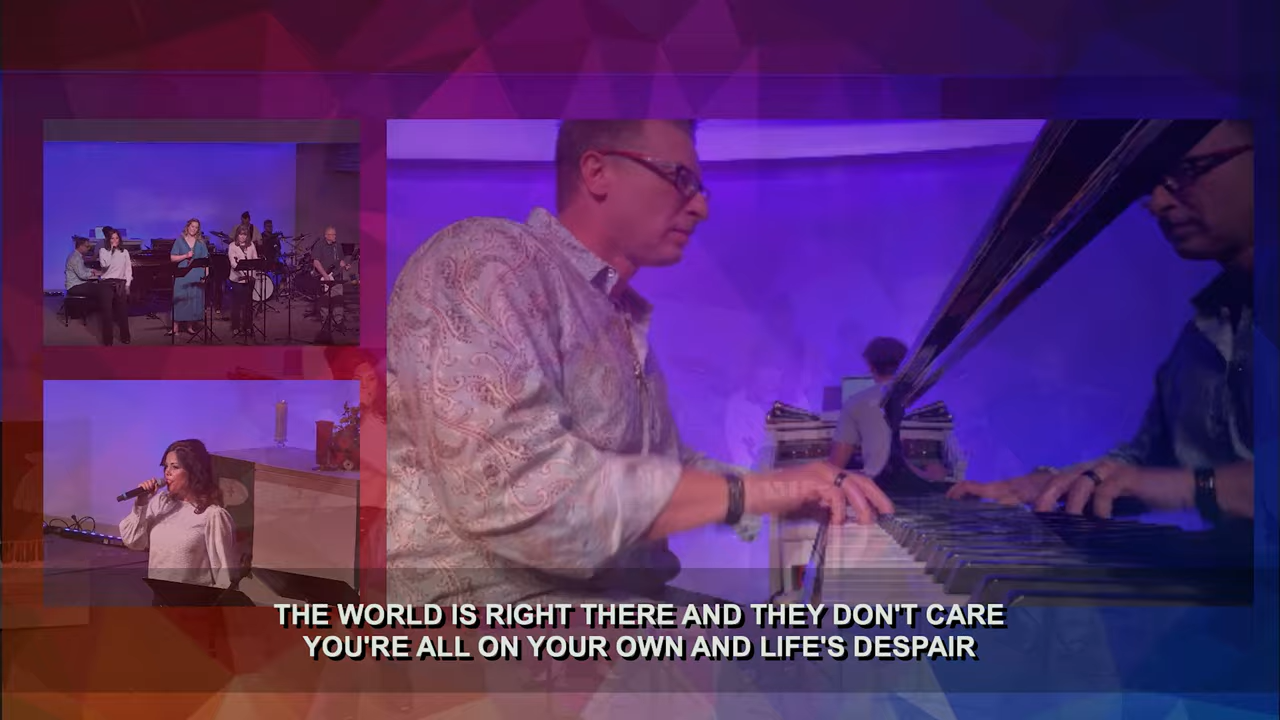 THE WORLD IS RIGHT THERE AND THEY DON'T CARE
YOU'RE ALL ON YOUR OWN AND LIFE'S DESPAIR